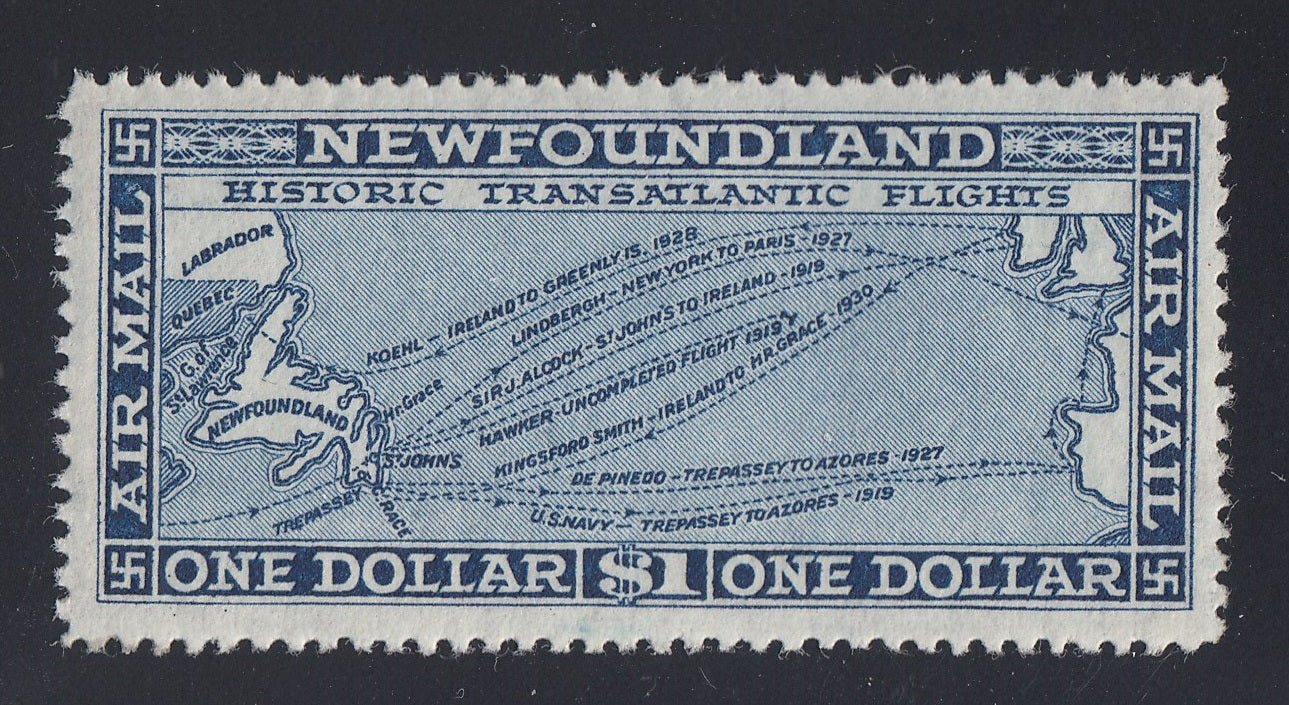 NEWFOUNDLAND
HISTORIC TRANSATLANTIC FLIGHTS
AIR MAIL
AIR MAIL
LABRADOR
QUEBEC
G. of
St. Lawrence
NEWFOUNDLAND
Hr. Grace
ST. JOHN'S
TREPASSEY
C. RACE
KOEHL - IRELAND TO GREENLY IS. 1928
LINDBERGH - NEW YORK TO PARIS - 1927
SIR J. ALCOCK - ST. JOHN'S TO IRELAND - 1919
HAWKER - UNCOMPLETED FLIGHT 1919
KINGSFORD SMITH - IRELAND TO HR. GRACE - 1930
DE PINEDO - TREPASSEY TO AZORES - 1927
U.S. NAVY - TREPASSEY TO AZORES - 1919
ONE DOLLAR $1 ONE DOLLAR